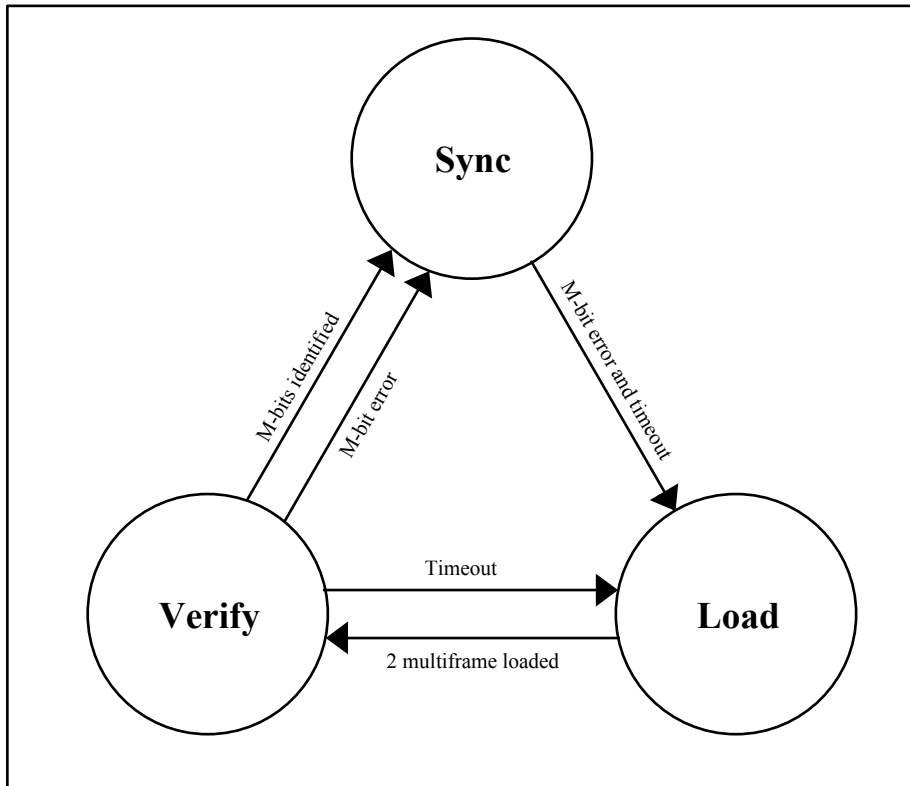 Sync
M-bits identified
M-bit error
M-bit error and timeout
Timeout
Verify
Load
2 multiframe loaded